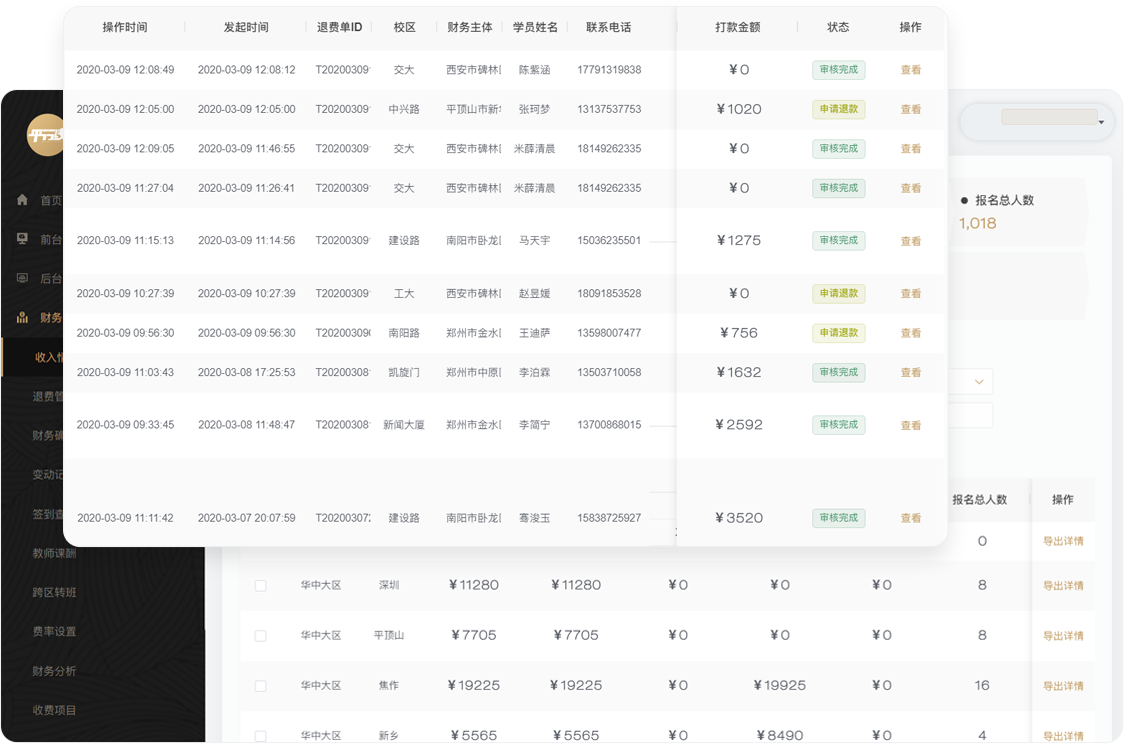 操作时间 发起时间 退费单ID 校区 财务主体 学员姓名 联系电话 打款金额 状态 操作
2020-03-09 12:08:49 2020-03-09 12:08:12 T20200309 交大 西安市碑林 陈紫涵 17791319838 ¥0 审核完成 查看
2020-03-09 12:05:00 2020-03-09 12:05:00 T20200309 中兴路 平顶山市新 张珂梦 13137537753 ¥1020 申请退款 查看
2020-03-09 12:09:05 2020-03-09 11:46:55 T20200309 交大 西安市碑林 米薛清晨 18149262335 ¥0 审核完成 查看
2020-03-09 11:27:04 2020-03-09 11:26:41 T20200309 交大 西安市碑林 米薛清晨 18149262335 ¥0 审核完成 查看
2020-03-09 11:15:13 2020-03-09 11:14:56 T20200309 建设路 南阳市卧龙 马天宇 15036235501 ¥1275 审核完成 查看
2020-03-09 10:27:39 2020-03-09 10:27:39 T20200309 工大 西安市碑林 赵昱媛 18091853528 ¥0 申请退款 查看
2020-03-09 09:56:30 2020-03-09 09:56:30 T20200309 南阳路 郑州市金水 王迪萨 13598007477 ¥756 申请退款 查看
2020-03-09 11:03:43 2020-03-08 17:25:53 T20200308 凯旋门 郑州市中原 李泊霖 13503710058 ¥1632 审核完成 查看
2020-03-09 09:33:45 2020-03-08 11:48:47 T20200308 新闻大厦 郑州市金水 李简宁 13700868015 ¥2592 审核完成 查看
2020-03-09 11:11:42 2020-03-07 20:07:59 T20200307 建设路 南阳市卧龙 骞浚玉 15838725927 ¥3520 审核完成 查看
首页
前台
后台
财务
收入
退费管
财务确
变动记
签到查
教师课酬
跨区转班
费率设置
财务分析
收费项目
报名总人数
1,018
报名总人数 操作
0 导出详情
华中大区 深圳 ¥11280 ¥11280 ¥0 ¥0 ¥0 8 导出详情
华中大区 平顶山 ¥7705 ¥7705 ¥0 ¥0 ¥0 8 导出详情
华中大区 焦作 ¥19225 ¥19225 ¥0 ¥19925 ¥0 16 导出详情
华中大区 新乡 ¥5565 ¥5565 ¥0 ¥8490 ¥0 4 导出详情